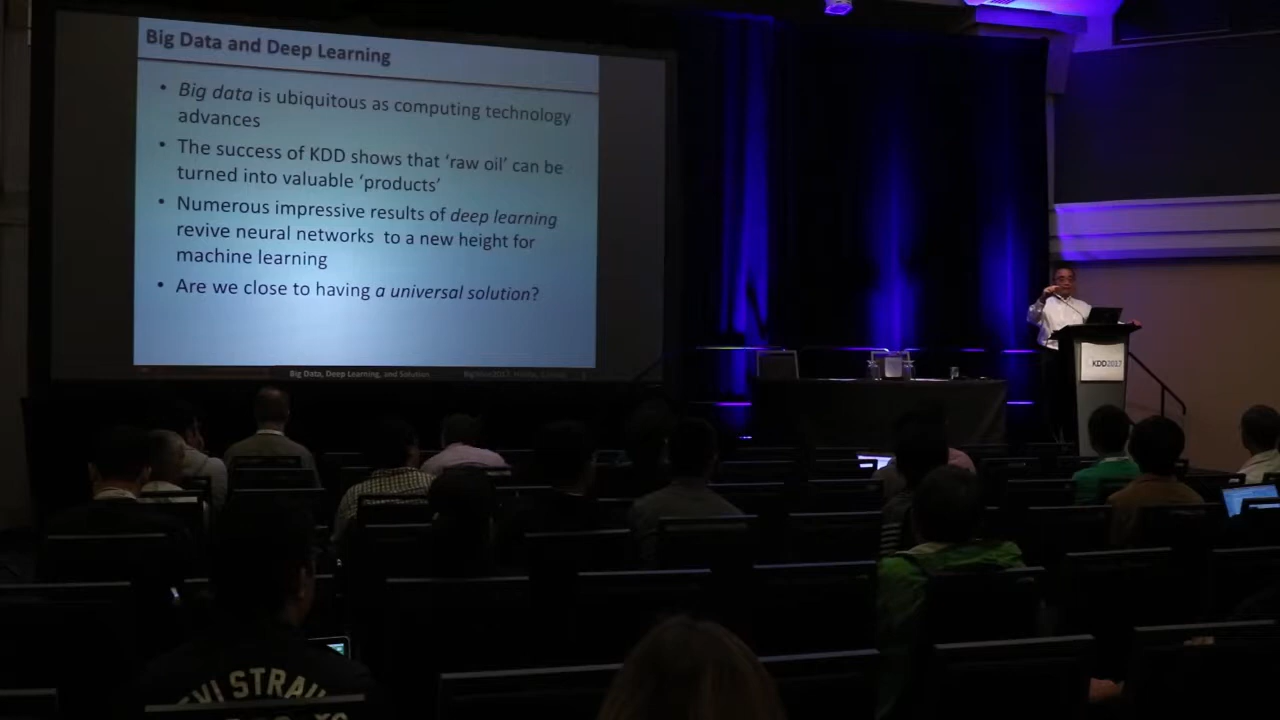 Big Data and Deep Learning
• Big data is ubiquitous as computing technology
advances
• The success of KDD shows that 'raw oil' can be
turned into valuable 'products'
• Numerous impressive results of deep learning
revive neural networks to a new height for
machine learning
• Are we close to having a universal solution?
Big Data, Deep Learning, and Solution
KDD2017
STRAU